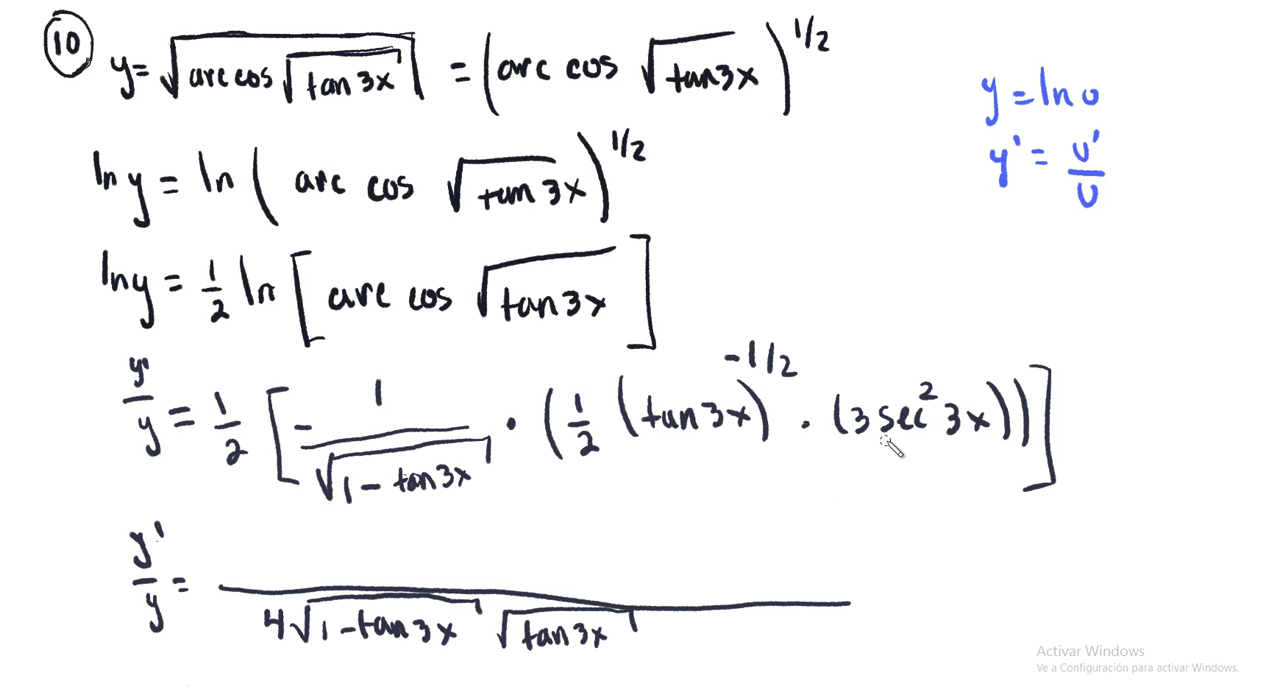 10 y = √(arc cos √(tan 3x)) = (arc cos √(tan 3x))^1/2
y = ln u
y' = u'/u
ln y = ln (arc cos √(tan 3x))^1/2
ln y = 1/2 ln [arc cos √(tan 3x)]
y'/y = 1/2 [- 1/√(1 - tan 3x) · (1/2 (tan 3x)^-1/2 · (3 sec² 3x))]
y'/y = ——— / 4√(1 - tan 3x) √(tan 3x)
Activar Windows
Ve a Configuración para activar Windows.